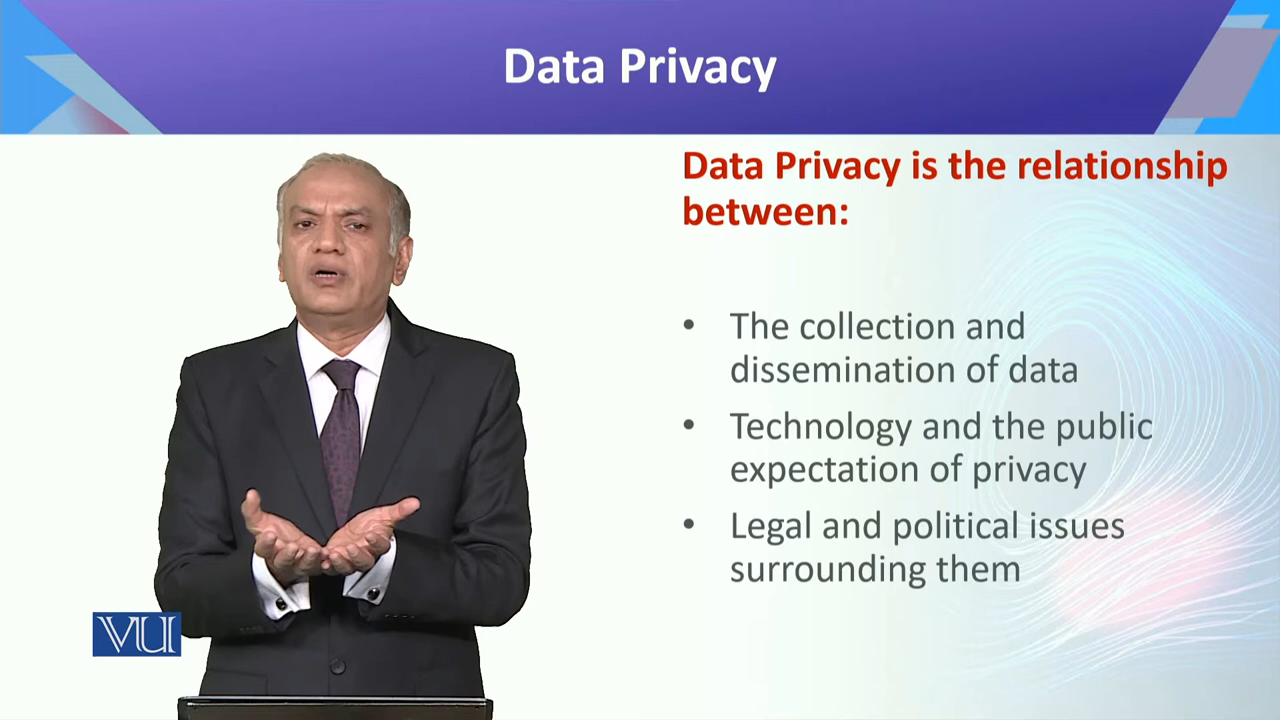 Data Privacy
Data Privacy is the relationship
between:
• The collection and
dissemination of data
• Technology and the public
expectation of privacy
• Legal and political issues
surrounding them
VU